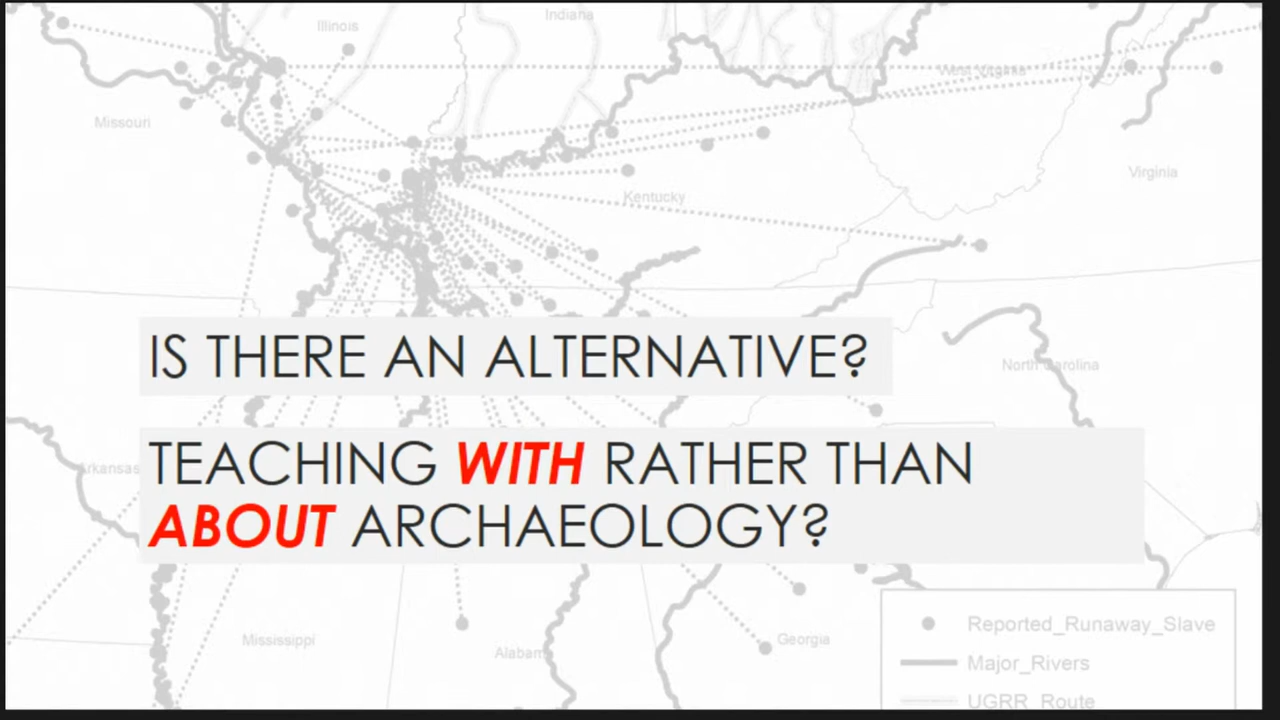 Indiana
Illinois
West Virginia
Missouri
Virginia
Kentucky
IS THERE AN ALTERNATIVE?
North Carolina
TEACHING WITH RATHER THAN
Arkansas
ABOUT ARCHAEOLOGY?
Reported_Runaway_Slave
Mississippi
Georgia
Alabam
Major_Rivers
UGRR_Route